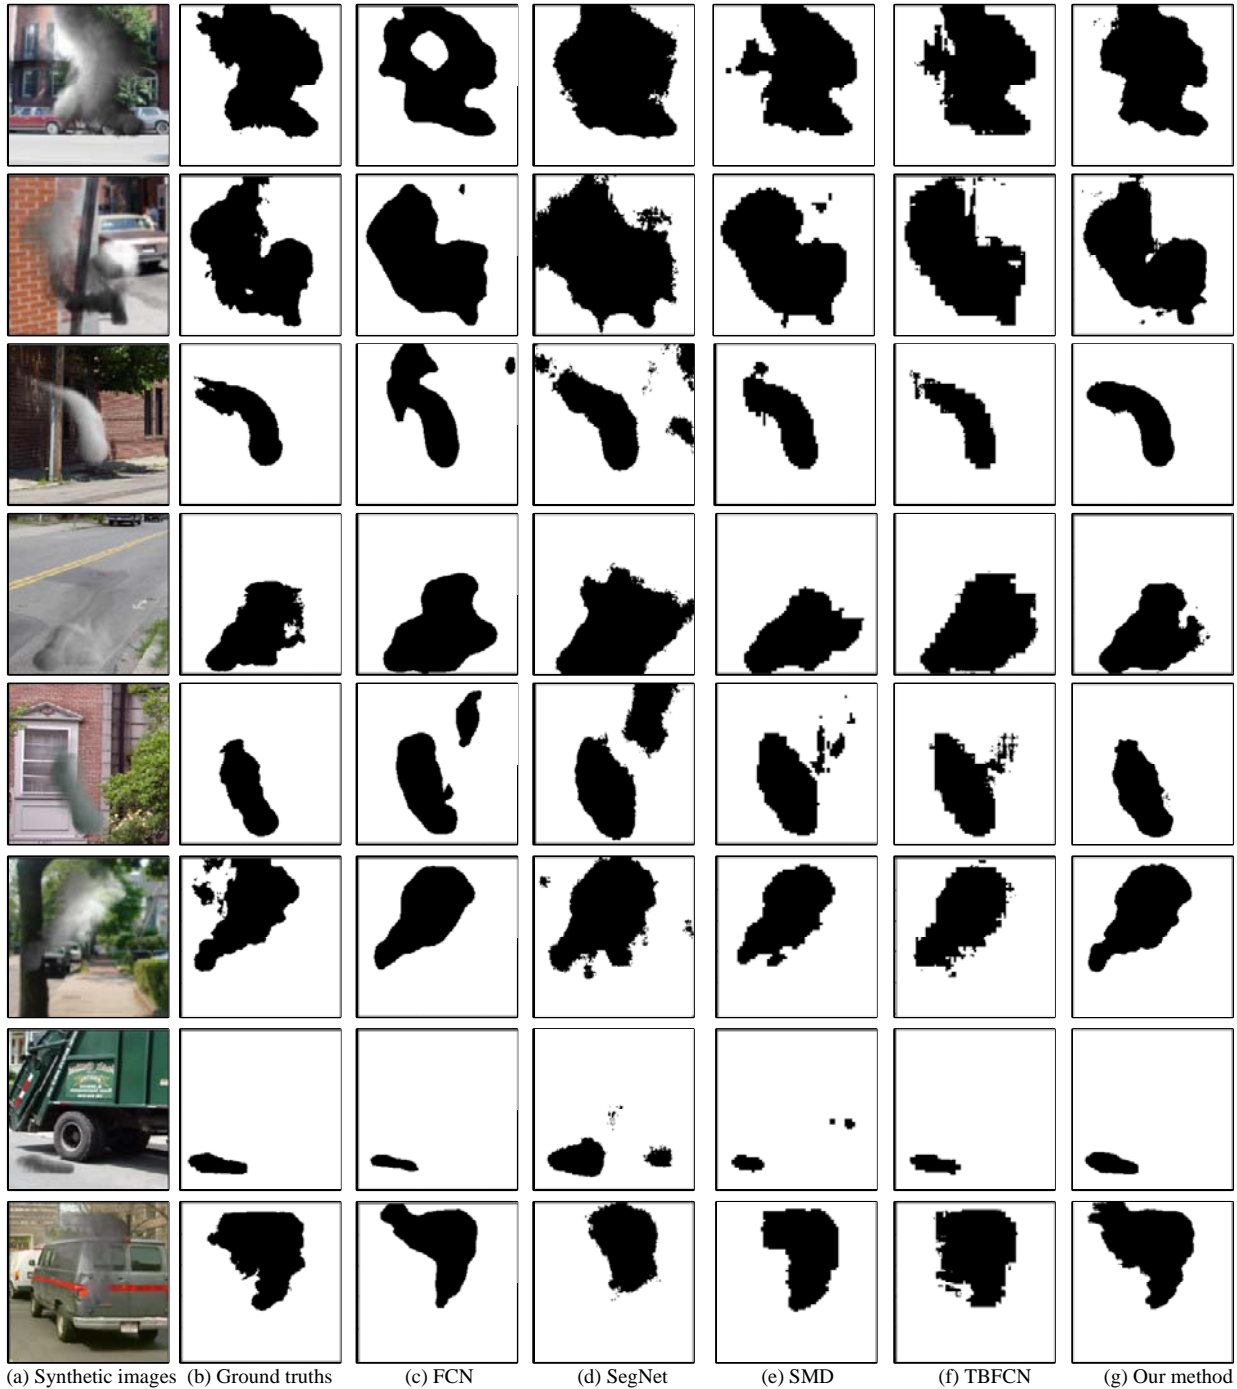 (a) Synthetic images
(b) Ground truths
(c) FCN
(d) SegNet
(e) SMD
(f) TBFCN
(g) Our method